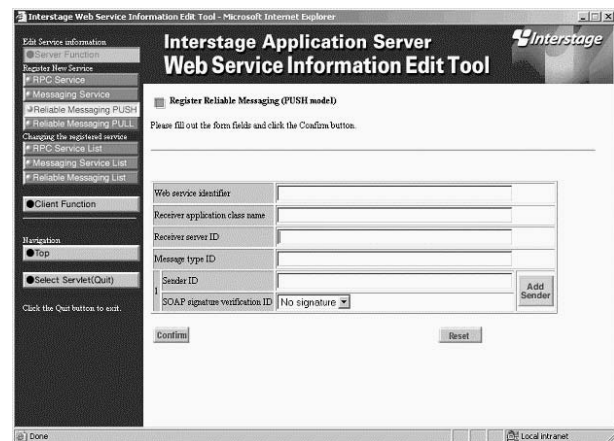 Interstage Web Service Information Edit Tool - Microsoft Internet Explorer
Edit Service information
Server Function
Register New Service
RPC Service
Messaging Service
Reliable Messaging PUSH
Reliable Messaging PULL
Changing the registered service
RPC Service List
Messaging Service List
Reliable Messaging List
Client Function
Navigation
Top
Select Servlet(Quit)
Click the Quit button to exit.
Interstage Application Server
Web Service Information Edit Tool
Interstage
Register Reliable Messaging (PUSH model)
Please fill out the form fields and click the Confirm button.
Web service identifier
Receiver application class name
Receiver server ID
Message type ID
1
Sender ID
SOAP signature verification ID
No signature
Add
Sender
Confirm
Reset
Done
Local intranet